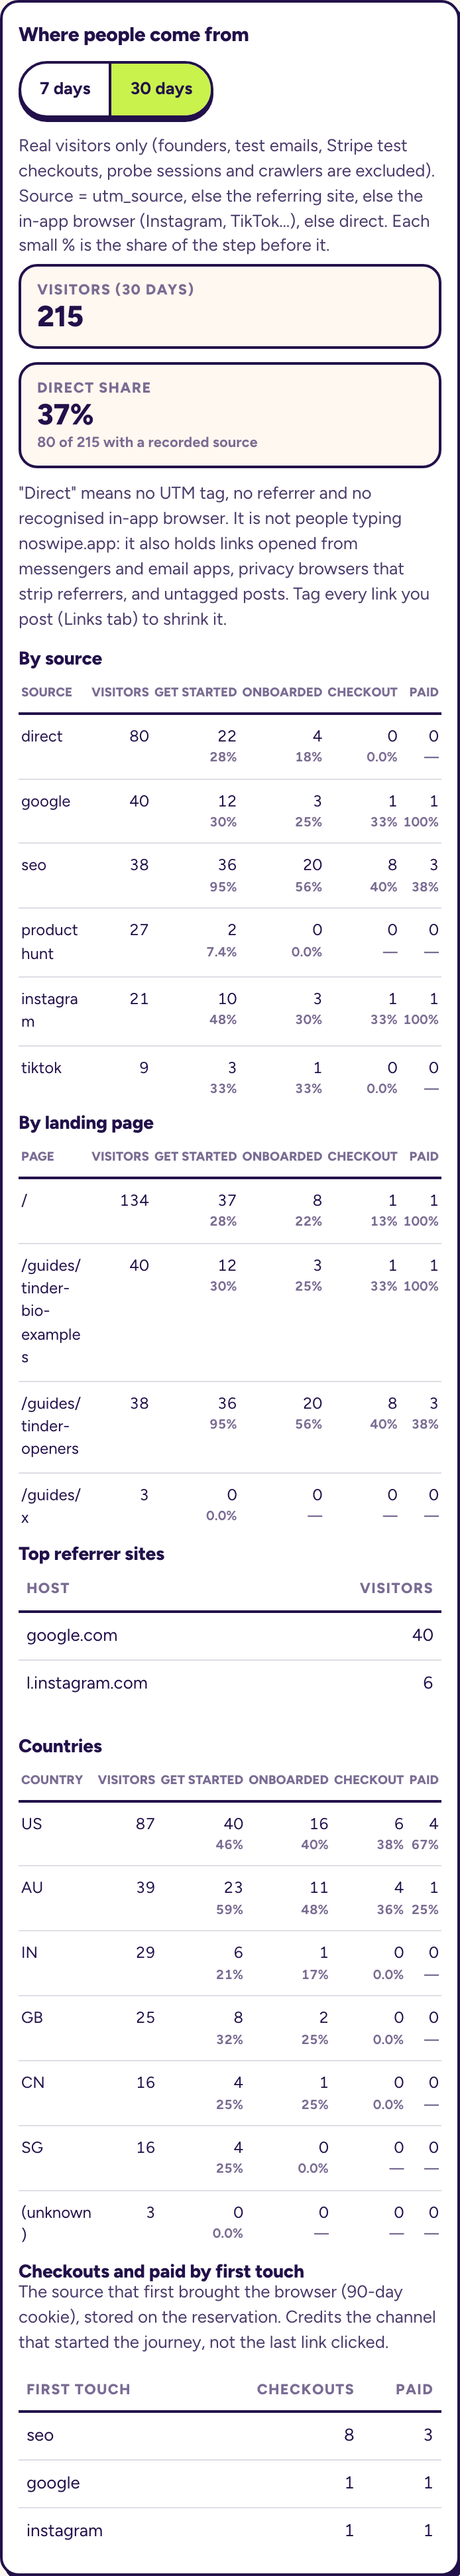 Where people come from
7 days 30 days
Real visitors only (founders, test emails, Stripe test
checkouts, probe sessions and crawlers are excluded).
Source = utm_source, else the referring site, else the
in-app browser (Instagram, TikTok...), else direct. Each
small % is the share of the step before it.
VISITORS (30 DAYS)
215
DIRECT SHARE
37%
80 of 215 with a recorded source
"Direct" means no UTM tag, no referrer and no
recognised in-app browser. It is not people typing
noswipe.app: it also holds links opened from
messengers and email apps, privacy browsers that
strip referrers, and untagged posts. Tag every link you
post (Links tab) to shrink it.
By source
SOURCE VISITORS GET STARTED ONBOARDED CHECKOUT PAID
direct 80 22 4 0 0
28% 18% 0.0% —
google 40 12 3 1 1
30% 25% 33% 100%
seo 38 36 20 8 3
95% 56% 40% 38%
product 27 2 0 0 0
hunt 7.4% 0.0% — —
instagra 21 10 3 1 1
m 48% 30% 33% 100%
tiktok 9 3 1 0 0
33% 33% 0.0% —
By landing page
PAGE VISITORS GET STARTED ONBOARDED CHECKOUT PAID
/ 134 37 8 1 1
28% 22% 13% 100%
/guides/ 40 12 3 1 1
tinder- 30% 25% 33% 100%
bio-
example
s
/guides/ 38 36 20 8 3
tinder- 95% 56% 40% 38%
openers
/guides/ 3 0 0 0 0
x 0.0% — — —
Top referrer sites
HOST VISITORS
google.com 40
l.instagram.com 6
Countries
COUNTRY VISITORS GET STARTED ONBOARDED CHECKOUT PAID
US 87 40 16 6 4
46% 40% 38% 67%
AU 39 23 11 4 1
59% 48% 36% 25%
IN 29 6 1 0 0
21% 17% 0.0% —
GB 25 8 2 0 0
32% 25% 0.0% —
CN 16 4 1 0 0
25% 25% 0.0% —
SG 16 4 0 0 0
25% 0.0% — —
(unknown 3 0 0 0 0
) 0.0% — — —
Checkouts and paid by first touch
The source that first brought the browser (90-day
cookie), stored on the reservation. Credits the channel
that started the journey, not the last link clicked.
FIRST TOUCH CHECKOUTS PAID
seo 8 3
google 1 1
instagram 1 1